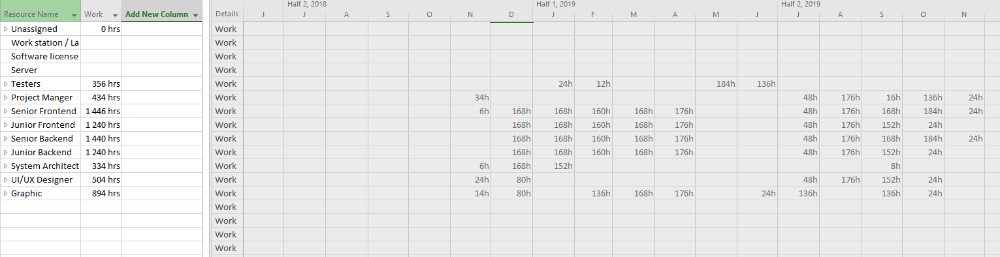 Half 2, 2018 Half 1, 2019 Half 2, 2019
Resource Name Work Add New Column Details J J A S O N D J F M A M J J A S O N
Unassigned 0 hrs Work
Work station / La Work
Software license Work
Server Work
Testers 356 hrs Work 24h 12h 184h 136h
Project Manger 434 hrs Work 34h 48h 176h 16h 136h 24h
Senior Frontend 1 446 hrs Work 6h 168h 168h 160h 168h 176h 48h 176h 168h 184h 24h
Junior Frontend 1 240 hrs Work 168h 168h 160h 168h 176h 48h 176h 152h 24h
Senior Backend 1 440 hrs Work 168h 168h 160h 168h 176h 48h 176h 168h 184h 24h
Junior Backend 1 240 hrs Work 168h 168h 160h 168h 176h 48h 176h 152h 24h
System Architect 334 hrs Work 6h 168h 152h 8h
UI/UX Designer 504 hrs Work 24h 80h 48h 176h 152h 24h
Graphic 894 hrs Work 14h 80h 136h 168h 176h 24h 136h 136h 24h
Work
Work
Work
Work